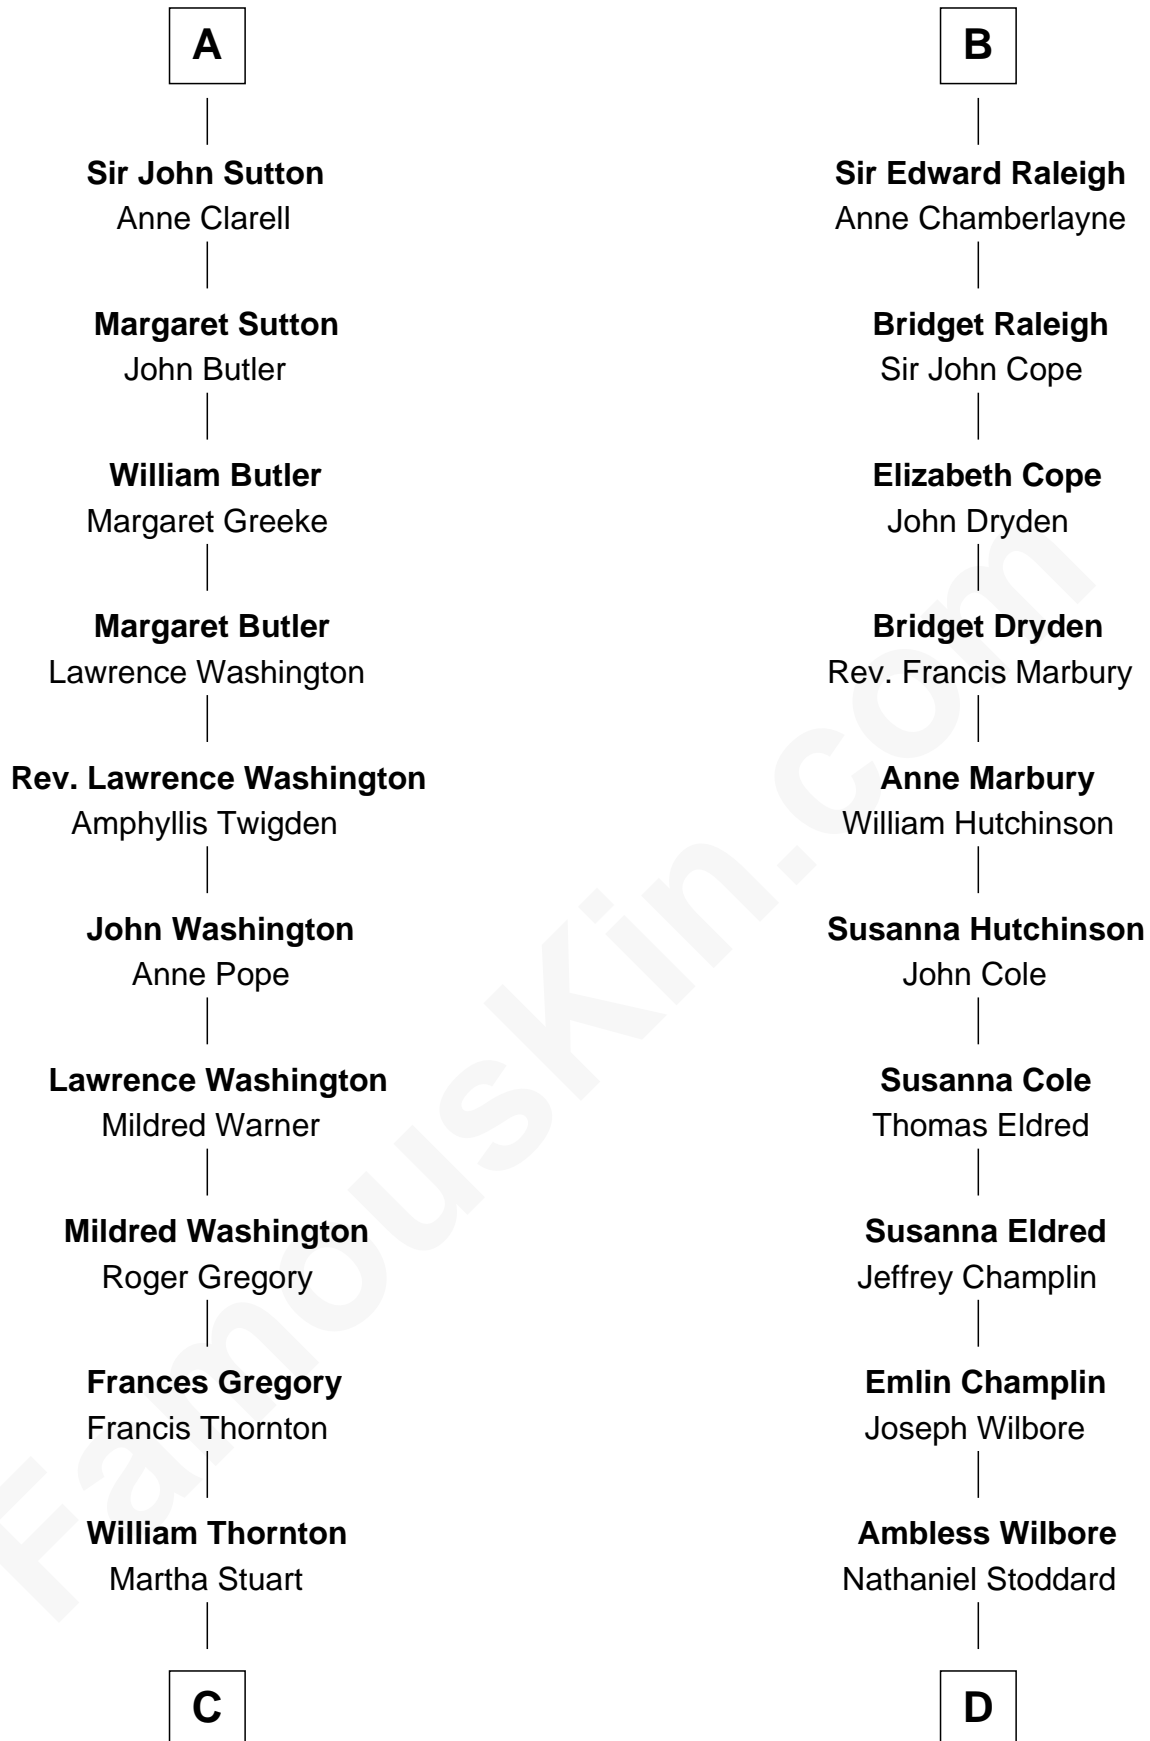 A
Sir John Sutton
Anne Clarell
Margaret Sutton
John Butler
William Butler
Margaret Greeke
Margaret Butler
Lawrence Washington
Rev. Lawrence Washington
Amphyllis Twigden
John Washington
Anne Pope
Lawrence Washington
Mildred Warner
Mildred Washington
Roger Gregory
Frances Gregory
Francis Thornton
William Thornton
Martha Stuart
C
B
Sir Edward Raleigh
Anne Chamberlayne
Bridget Raleigh
Sir John Cope
Elizabeth Cope
John Dryden
Bridget Dryden
Rev. Francis Marbury
Anne Marbury
William Hutchinson
Susanna Hutchinson
John Cole
Susanna Cole
Thomas Eldred
Susanna Eldred
Jeffrey Champlin
Emlin Champlin
Joseph Wilbore
Ambless Wilbore
Nathaniel Stoddard
D
FamousKin.com